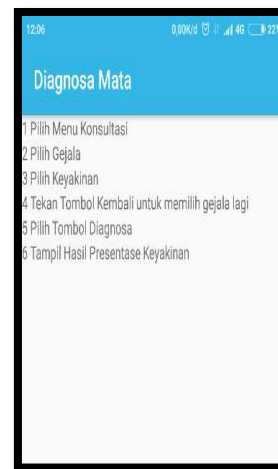 12:06 0,00K/d 4G 22%
Diagnosa Mata
1 Pilih Menu Konsultasi
2 Pilih Gejala
3 Pilih Keyakinan
4 Tekan Tombol Kembali untuk memilih gejala lagi
5 Pilih Tombol Diagnosa
6 Tampil Hasil Presentase Keyakinan